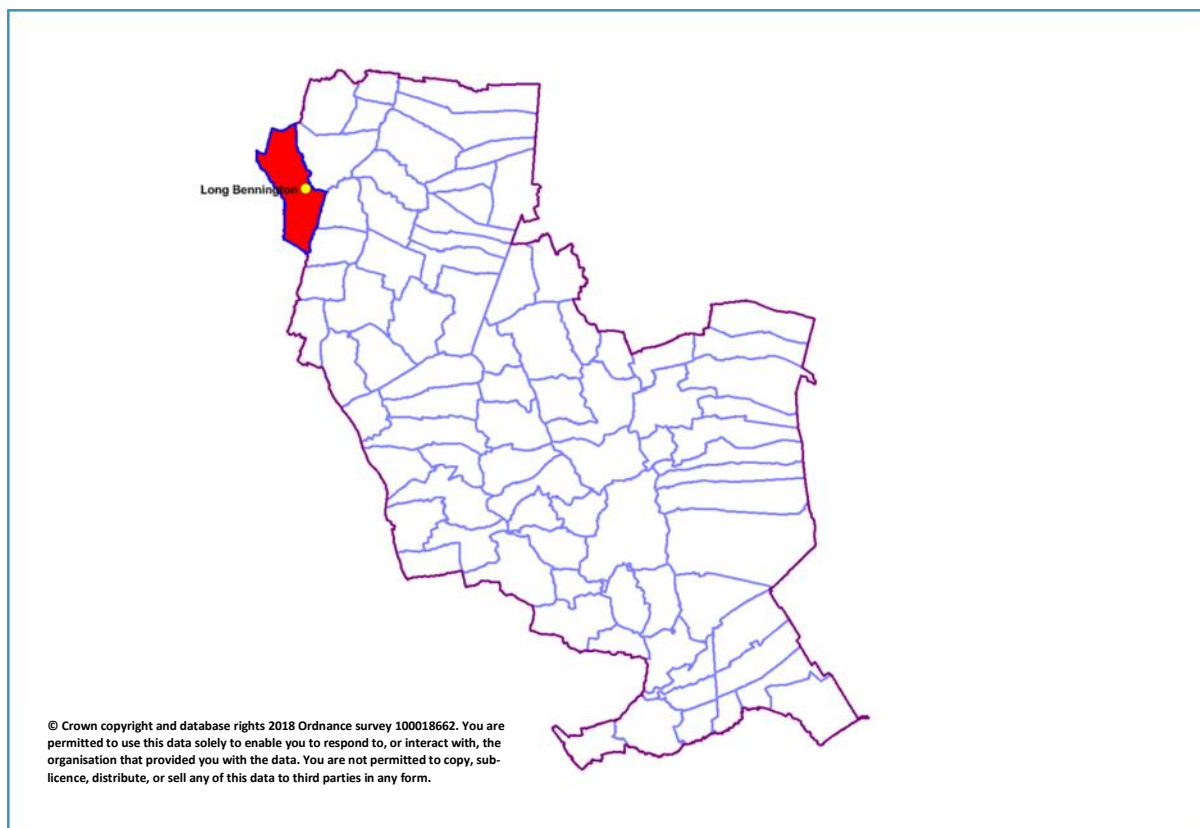 Long Bennington
© Crown copyright and database rights 2018 Ordnance survey 100018662. You are
permitted to use this data solely to enable you to respond to, or interact with, the
organisation that provided you with the data. You are not permitted to copy, sub-
licence, distribute, or sell any of this data to third parties in any form.